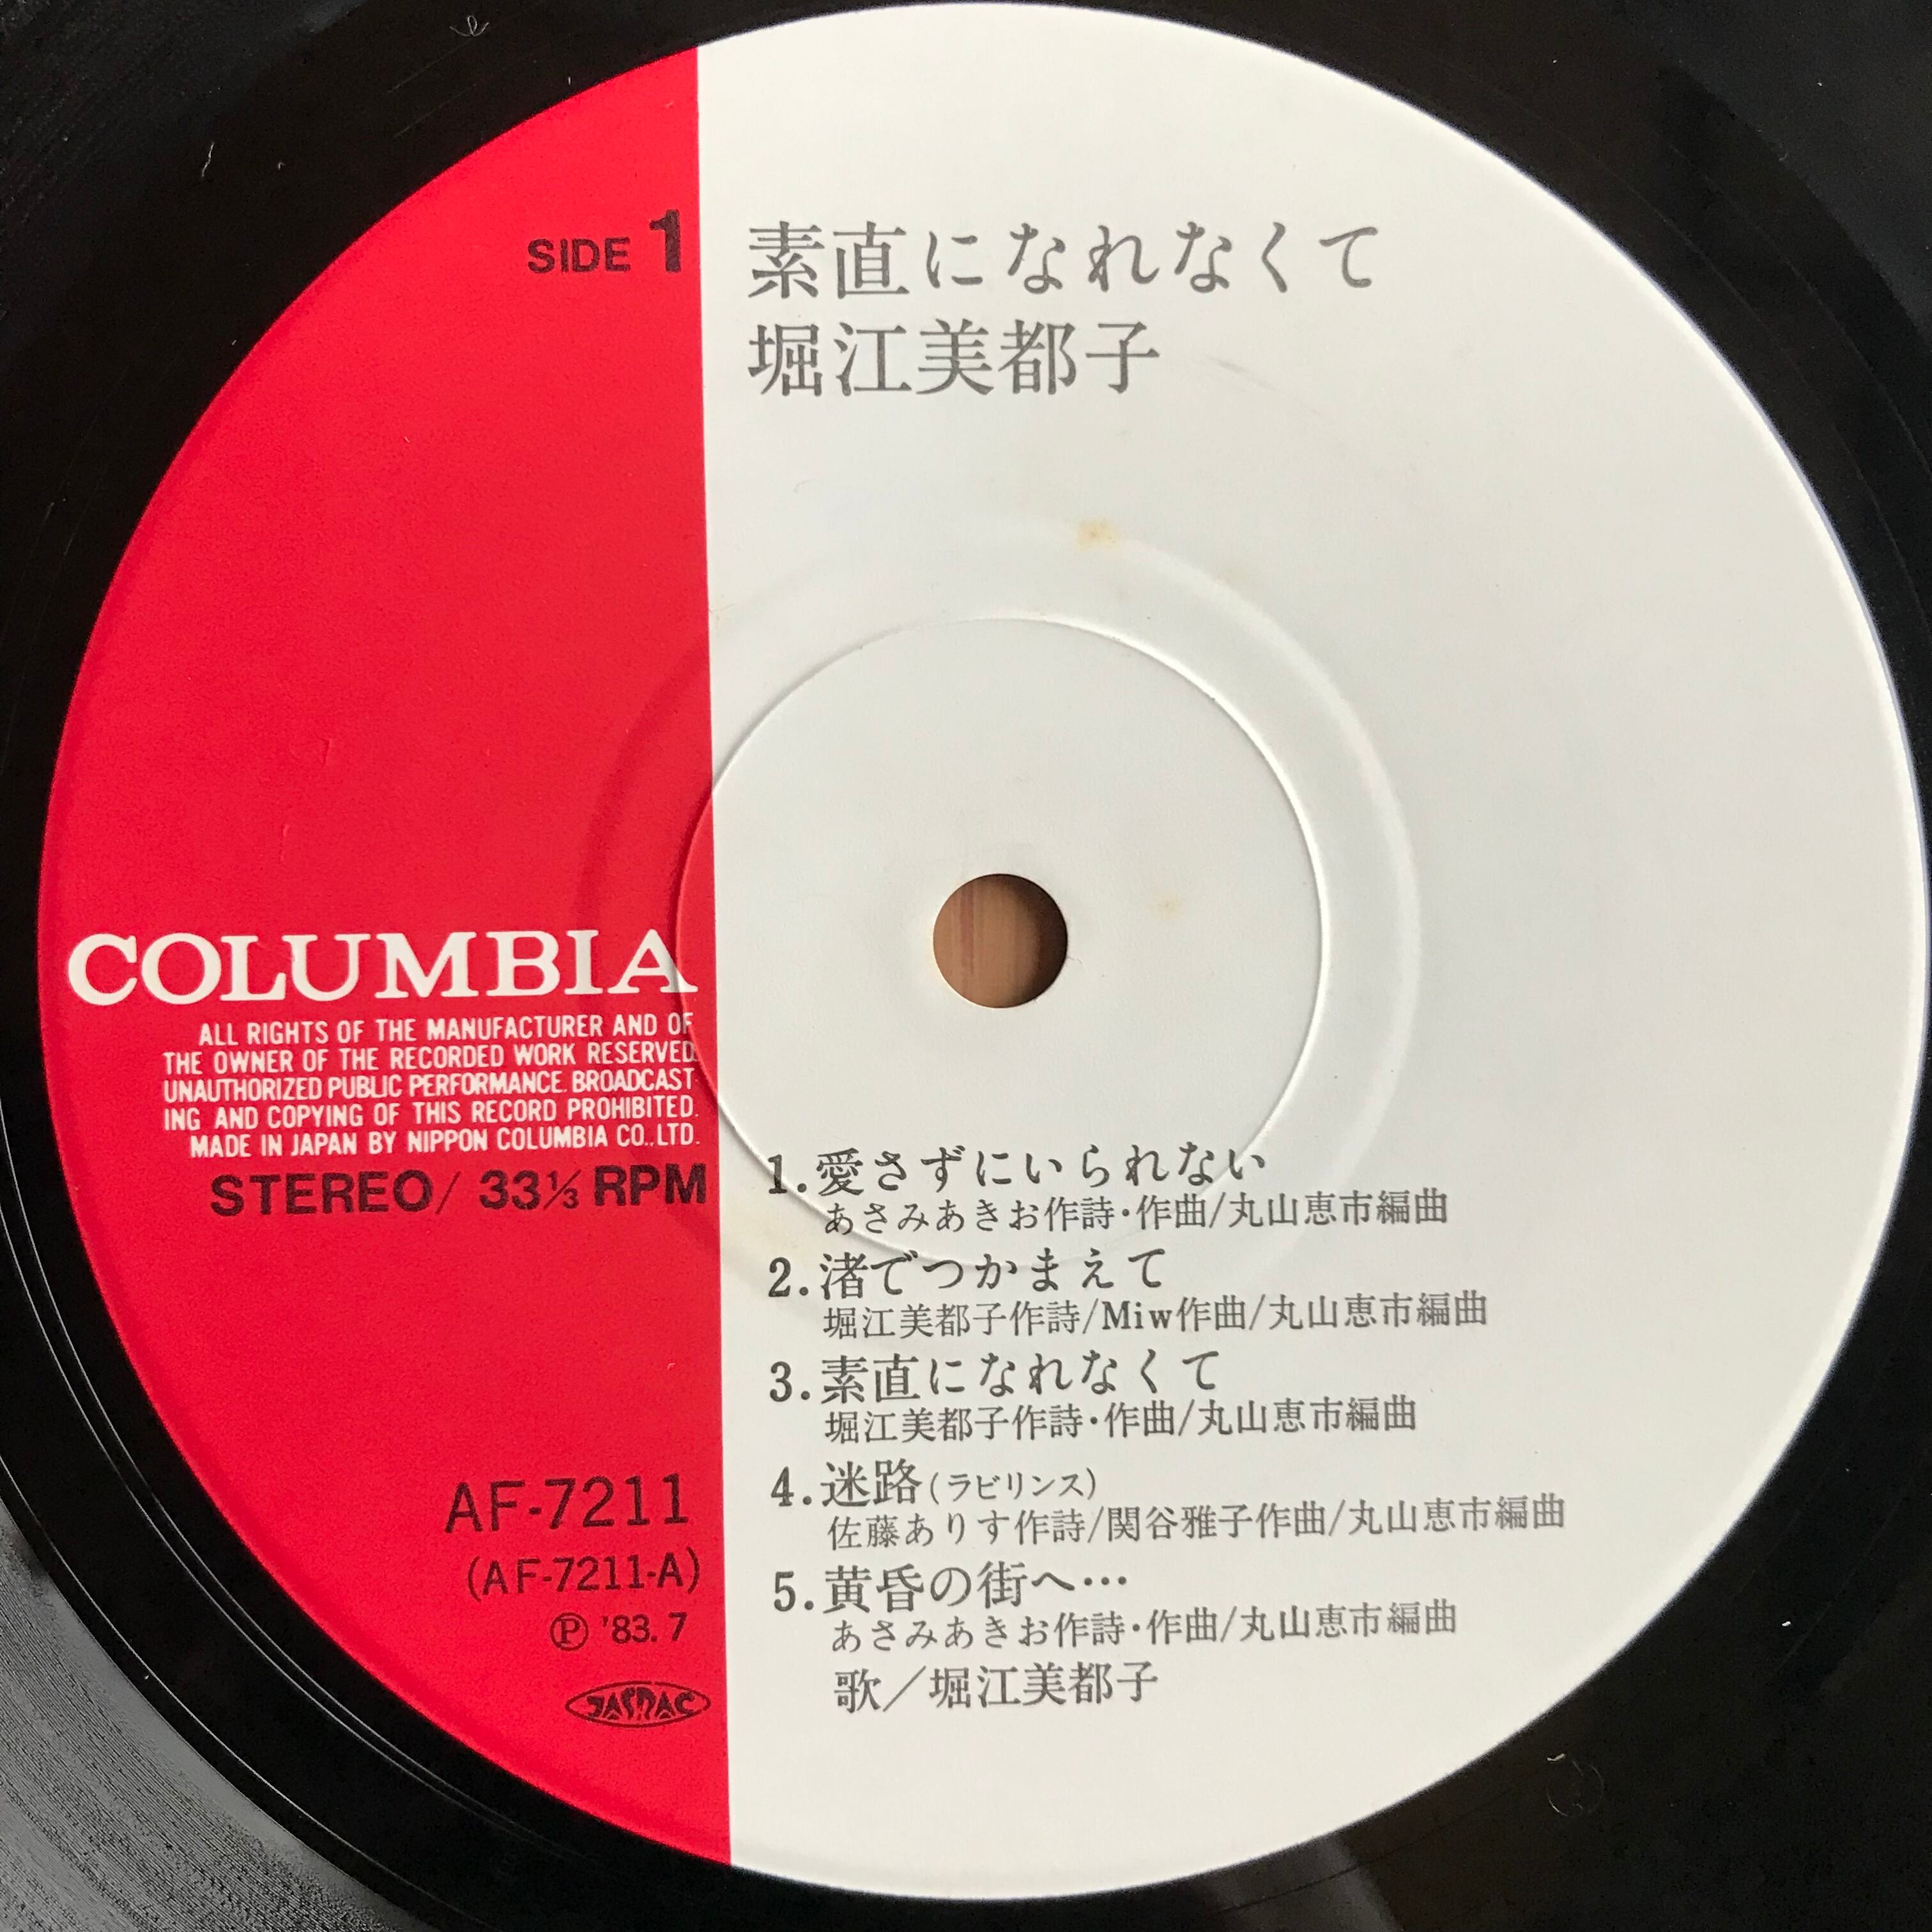 SIDE 1
素直になれなくて
堀江美都子
COLUMBIA
ALL RIGHTS OF THE MANUFACTURER AND OF
THE OWNER OF THE RECORDED WORK RESERVED.
UNAUTHORIZED PUBLIC PERFORMANCE. BROADCAST
ING AND COPYING OF THIS RECORD PROHIBITED.
MADE IN JAPAN BY NIPPON COLUMBIA CO.,LTD.
STEREO/ 33⅓ RPM
AF-7211
(AF-7211-A)
Ⓟ '83. 7
JASRAC
1.愛さずにいられない
あさみあきお作詩・作曲/丸山恵市編曲
2.渚でつかまえて
堀江美都子作詩/Miw作曲/丸山恵市編曲
3.素直になれなくて
堀江美都子作詩・作曲/丸山恵市編曲
4.迷路(ラビリンス)
佐藤ありす作詩/関谷雅子作曲/丸山恵市編曲
5.黄昏の街へ…
あさみあきお作詩・作曲/丸山恵市編曲
歌/堀江美都子